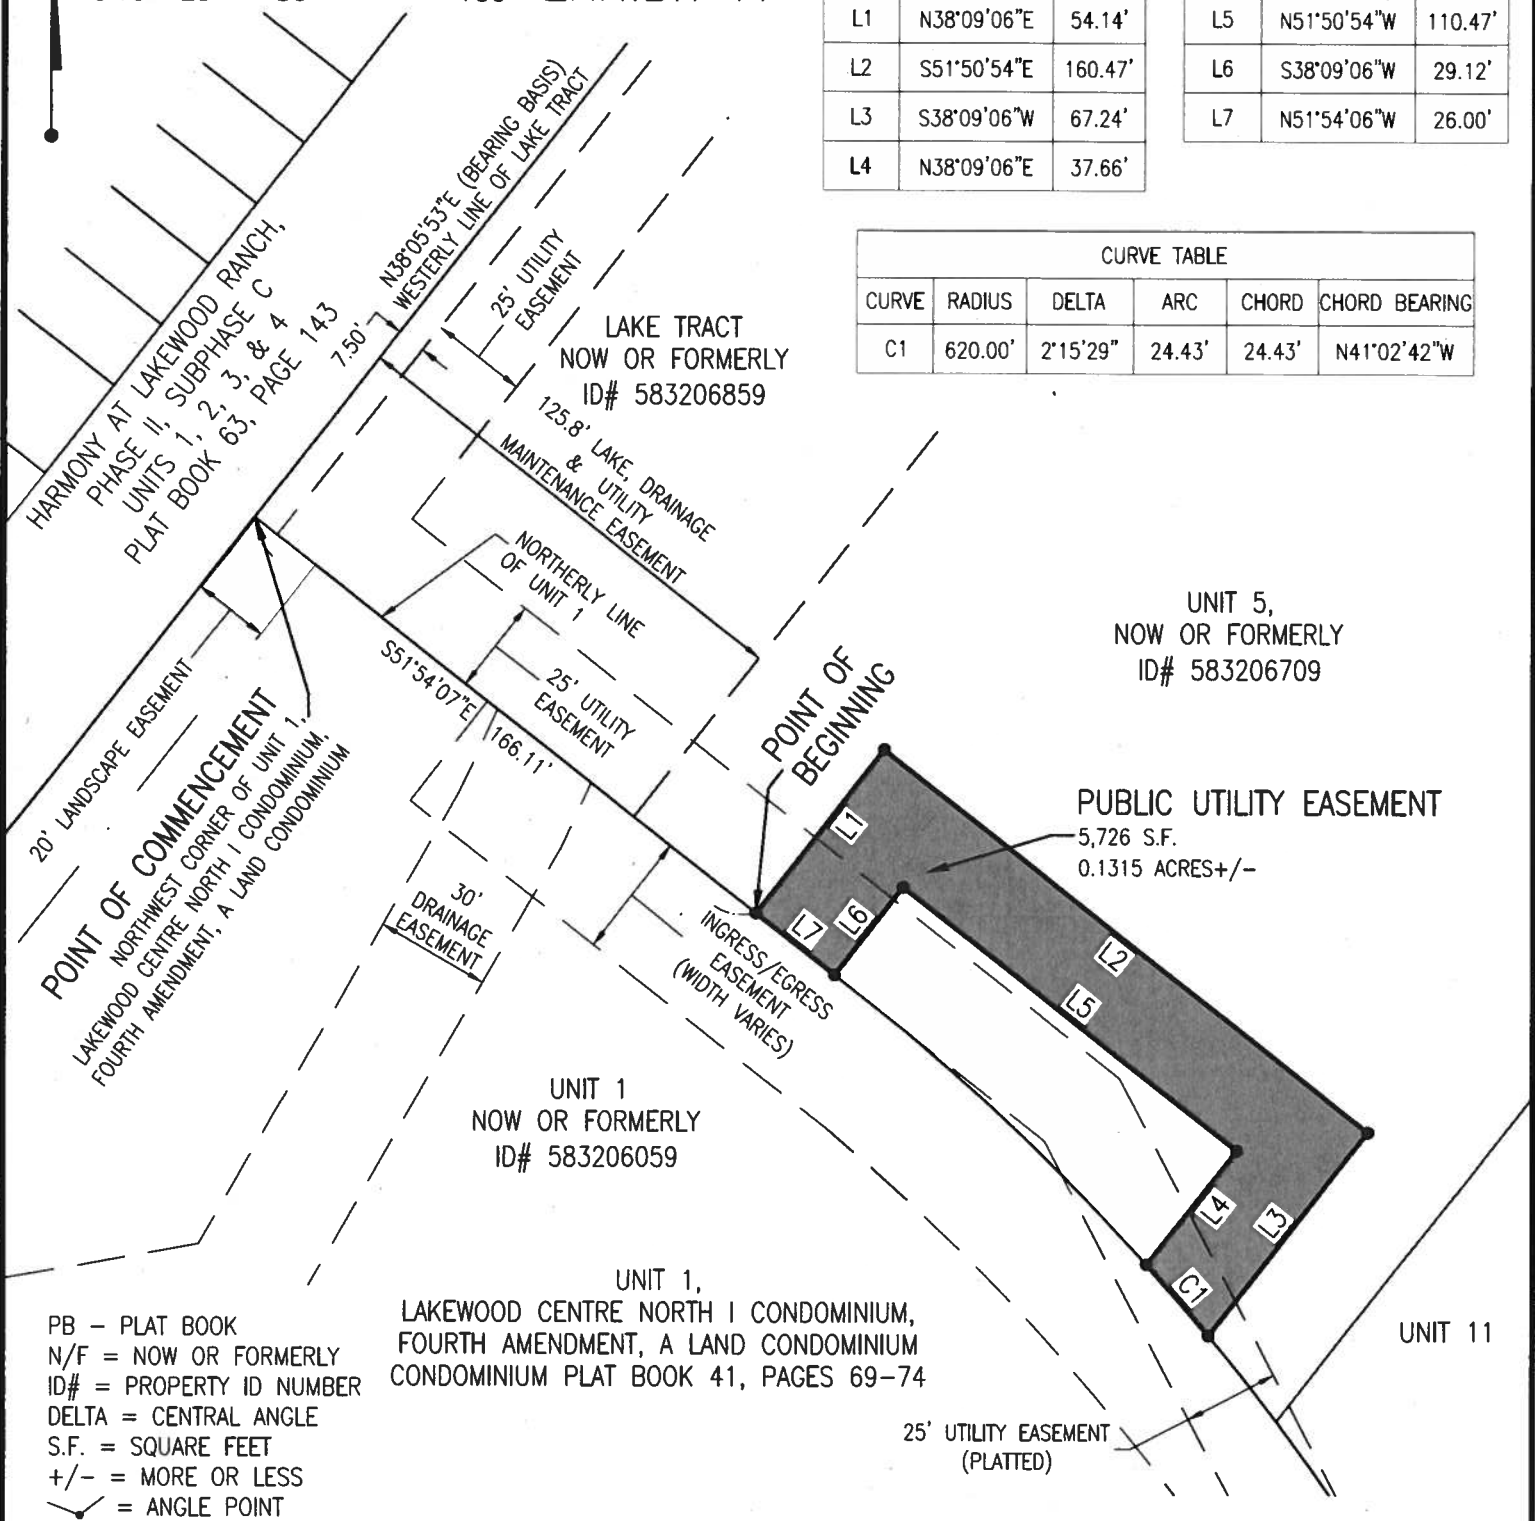 L1 N38°09'06"E 54.14'
L2 S51°50'54"E 160.47'
L3 S38°09'06"W 67.24'
L4 N38°09'06"E 37.66'
L5 N51°50'54"W 110.47'
L6 S38°09'06"W 29.12'
L7 N51°54'06"W 26.00'
CURVE TABLE
CURVE RADIUS DELTA ARC CHORD CHORD BEARING
C1 620.00' 2°15'29" 24.43' 24.43' N41°02'42"W
N38°05'53"E (BEARING BASIS)
WESTERLY LINE OF LAKE TRACT
HARMONY AT LAKEWOOD RANCH,
PHASE II, SUBPHASE C
UNITS 1, 2, 3, & 4
PLAT BOOK 63, PAGE 143
7.50'
25' UTILITY
EASEMENT
LAKE TRACT
NOW OR FORMERLY
ID# 583206859
125.8' LAKE, DRAINAGE
& UTILITY
MAINTENANCE EASEMENT
NORTHERLY LINE
OF UNIT 1
S51°54'07"E
166.11'
25' UTILITY
EASEMENT
UNIT 5,
NOW OR FORMERLY
ID# 583206709
20' LANDSCAPE EASEMENT
POINT OF COMMENCEMENT
NORTHWEST CORNER OF UNIT 1,
LAKEWOOD CENTRE NORTH I CONDOMINIUM,
FOURTH AMENDMENT, A LAND CONDOMINIUM
POINT OF
BEGINNING
PUBLIC UTILITY EASEMENT
5,726 S.F.
0.1315 ACRES+/-
L1
L2
L3
L4
L5
L6
L7
C1
30'
DRAINAGE
EASEMENT
INGRESS/EGRESS
EASEMENT
(WIDTH VARIES)
UNIT 1
NOW OR FORMERLY
ID# 583206059
UNIT 1,
LAKEWOOD CENTRE NORTH I CONDOMINIUM,
FOURTH AMENDMENT, A LAND CONDOMINIUM
CONDOMINIUM PLAT BOOK 41, PAGES 69-74
UNIT 11
25' UTILITY EASEMENT
(PLATTED)
PB - PLAT BOOK
N/F = NOW OR FORMERLY
ID# = PROPERTY ID NUMBER
DELTA = CENTRAL ANGLE
S.F. = SQUARE FEET
+/- = MORE OR LESS
= ANGLE POINT